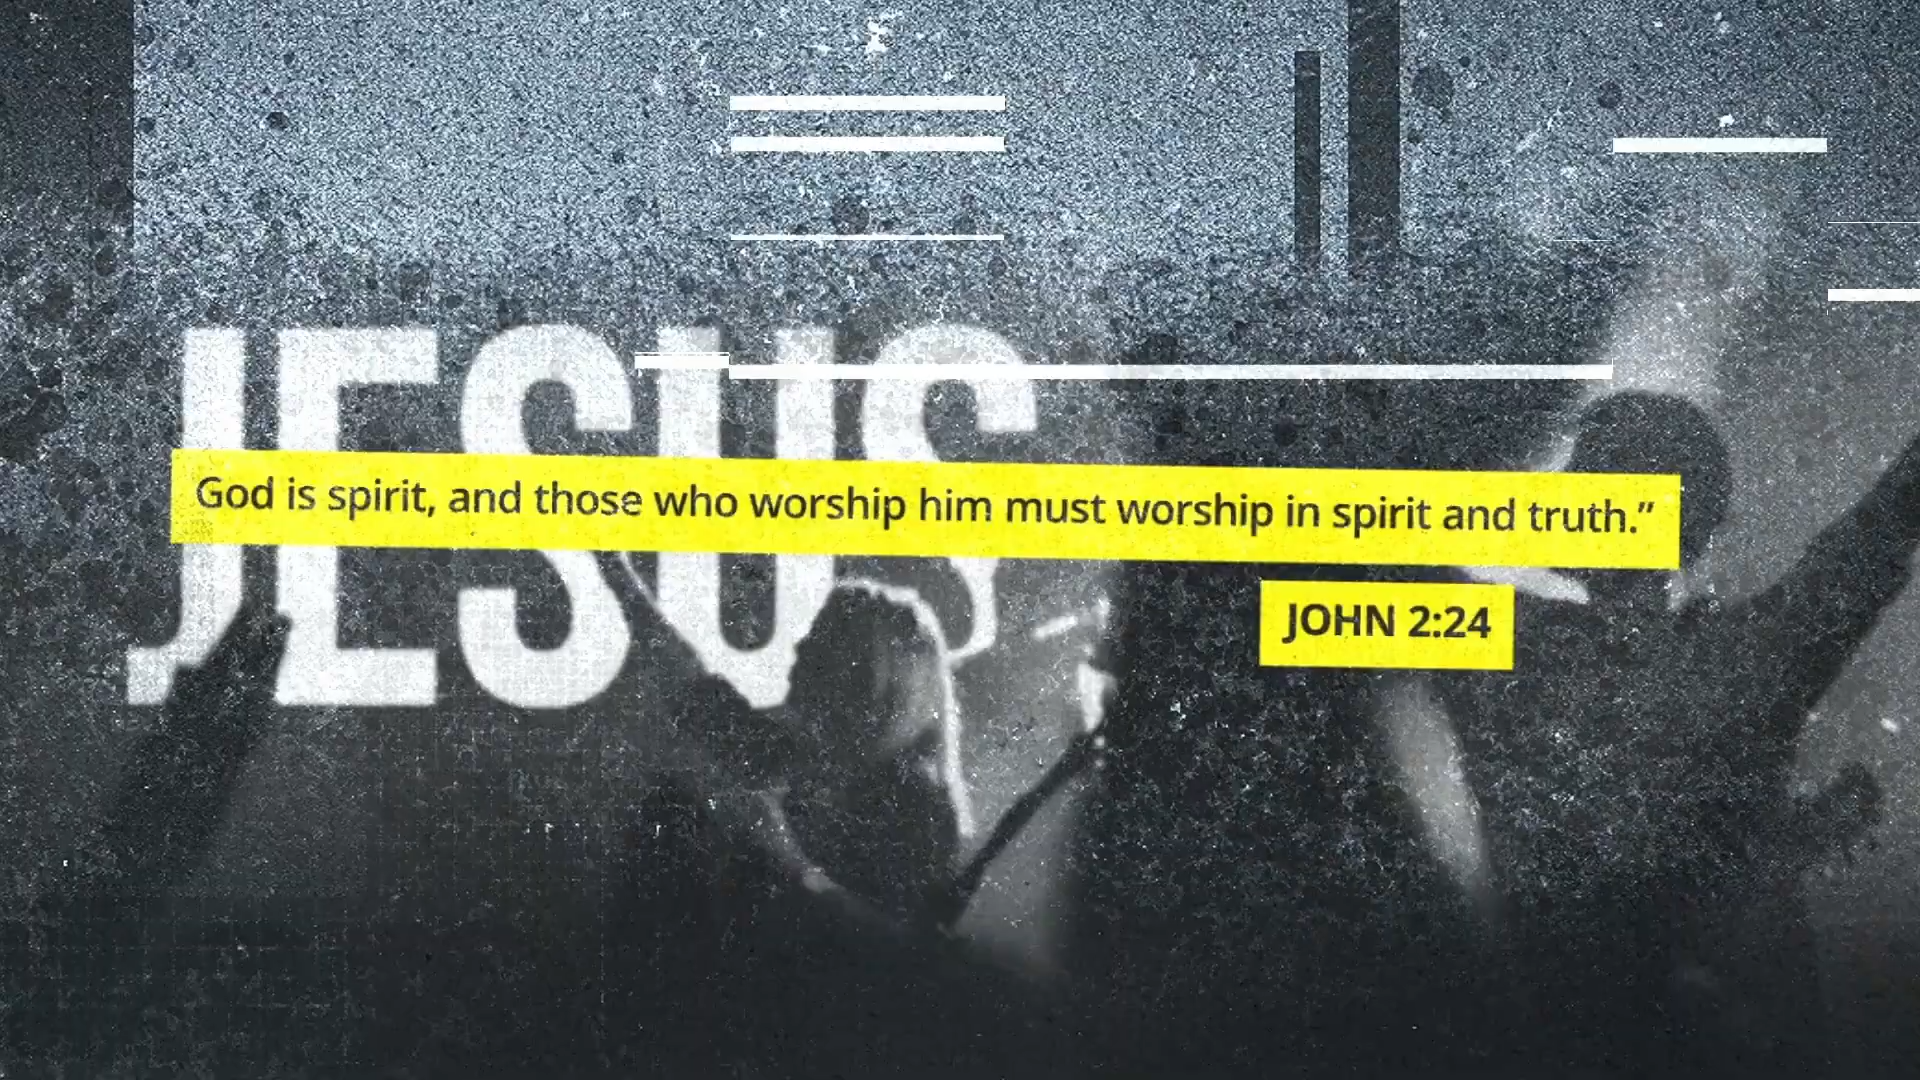 JESUS
God is spirit, and those who worship him must worship in spirit and truth.”
JOHN 2:24